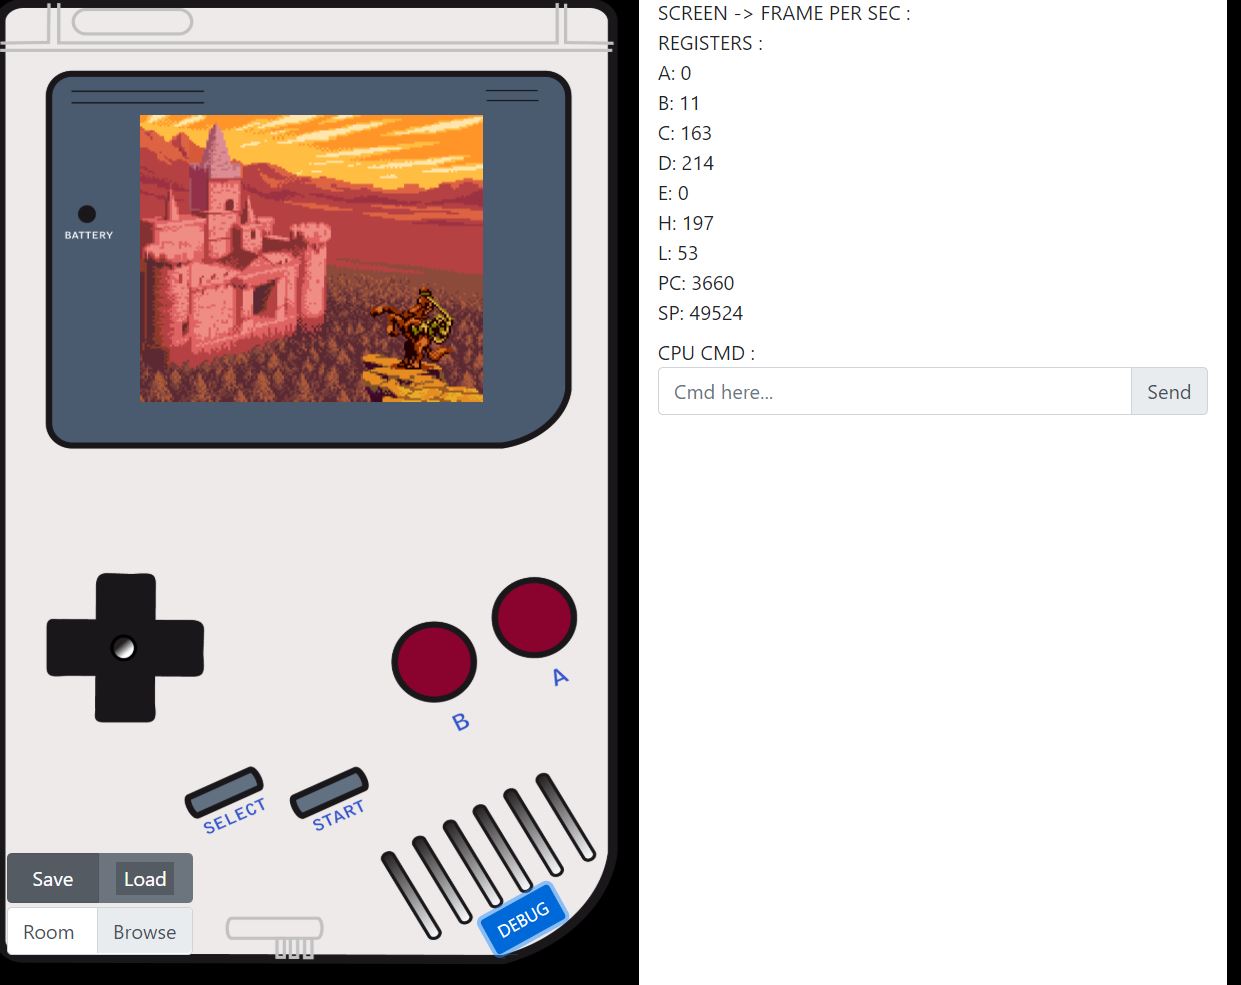 BATTERY
A
B
SELECT
START
Save
Load
Room
Browse
DEBUG
SCREEN -> FRAME PER SEC :
REGISTERS :
A: 0
B: 11
C: 163
D: 214
E: 0
H: 197
L: 53
PC: 3660
SP: 49524
CPU CMD :
Cmd here...
Send